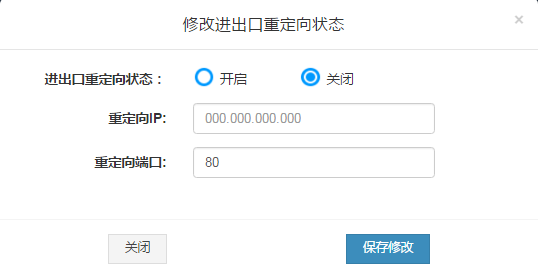 修改进出口重定向状态
×
进出口重定向状态： 开启 关闭
重定向IP: 000.000.000.000
重定向端口: 80
关闭 保存修改